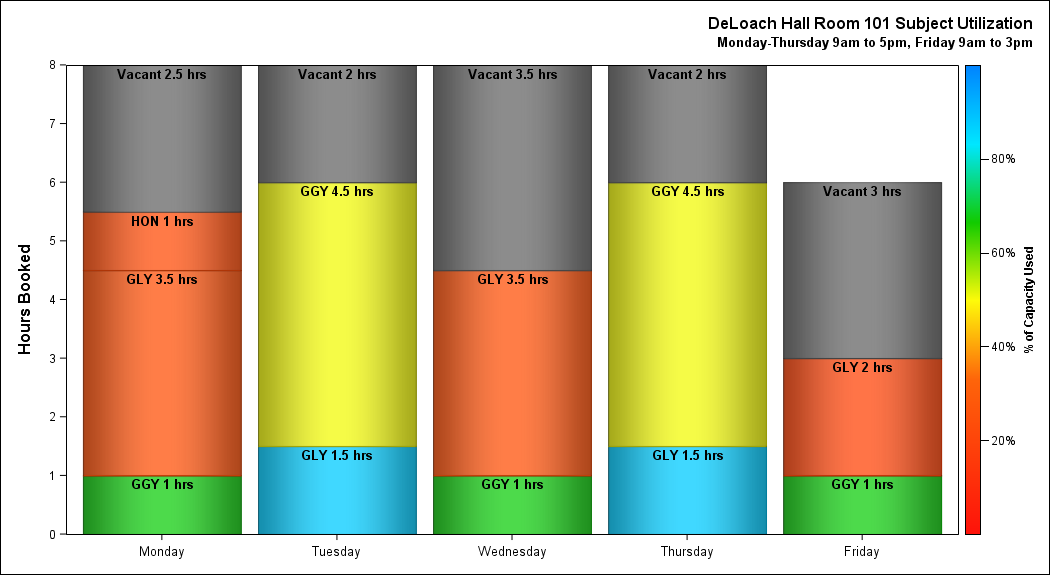 DeLoach Hall Room 101 Subject Utilization
Monday-Thursday 9am to 5pm, Friday 9am to 3pm
Hours Booked
8
7
6
5
4
3
2
1
0
Vacant 2.5 hrs
HON 1 hrs
GLY 3.5 hrs
GGY 1 hrs
Vacant 2 hrs
GGY 4.5 hrs
GLY 1.5 hrs
Vacant 3.5 hrs
GLY 3.5 hrs
GGY 1 hrs
Vacant 2 hrs
GGY 4.5 hrs
GLY 1.5 hrs
Vacant 3 hrs
GLY 2 hrs
GGY 1 hrs
Monday Tuesday Wednesday Thursday Friday
80%
60%
40%
20%
% of Capacity Used